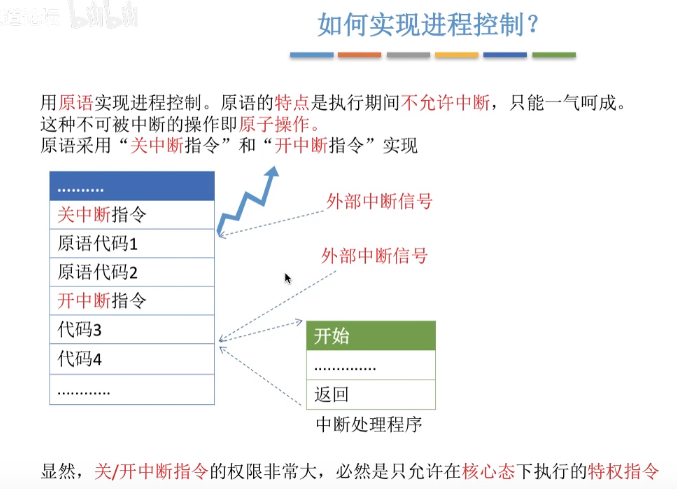 bilibili
如何实现进程控制？
用原语实现进程控制。原语的特点是执行期间不允许中断，只能一气呵成。
这种不可被中断的操作即原子操作。
原语采用“关中断指令”和“开中断指令”实现
..........
关中断指令
原语代码1
原语代码2
开中断指令
代码3
代码4
............
外部中断信号
外部中断信号
开始
..............
返回
中断处理程序
显然，关/开中断指令的权限非常大，必然是只允许在核心态下执行的特权指令